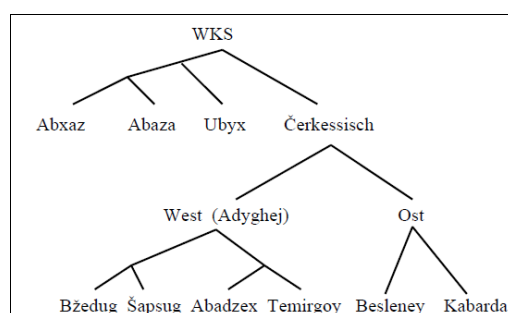 WKS
Abxaz Abaza Ubyx Čerkessisch
West (Adyghej) Ost
Bžedug Šapsug Abadzex Temirgoy Besleney Kabarda